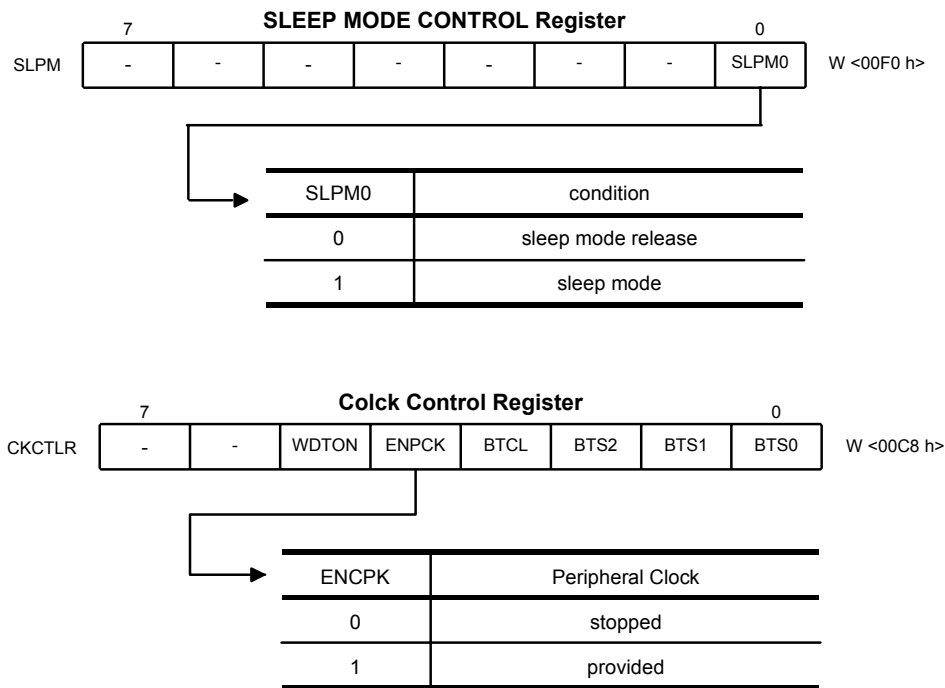 SLEEP MODE CONTROL Register
7 0
SLPM - - - - - - - SLPM0 W <00F0 h>
SLPM0 condition
0 sleep mode release
1 sleep mode
Colck Control Register
7 0
CKCTLR - - WDTON ENPCK BTCL BTS2 BTS1 BTS0 W <00C8 h>
ENCPK Peripheral Clock
0 stopped
1 provided